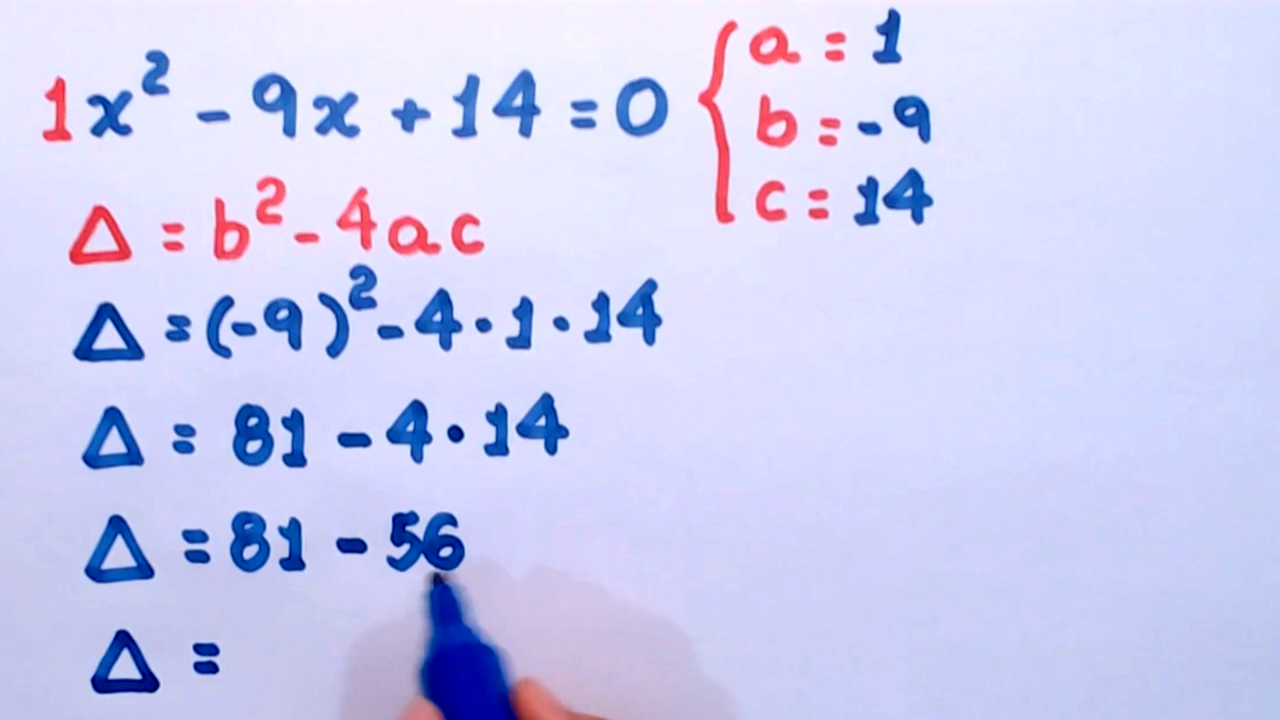 1x² - 9x + 14 = 0
a = 1
b = -9
c = 14
Δ = b² - 4ac
Δ = (-9)² - 4 · 1 · 14
Δ = 81 - 4 · 14
Δ = 81 - 56
Δ =